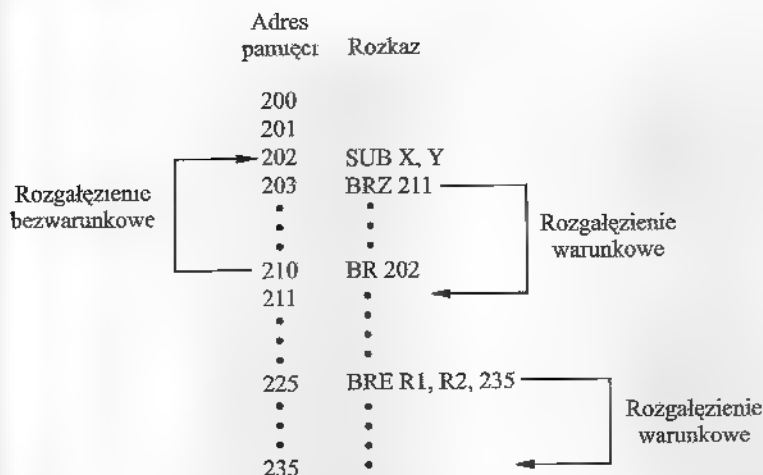 Adres
pamięci Rozkaz
200
201
202 SUB X, Y
203 BRZ 211
Rozgałęzienie
bezwarunkowe
Rozgałęzienie
warunkowe
210 BR 202
211
225 BRE R1, R2, 235
Rozgałęzienie
warunkowe
235